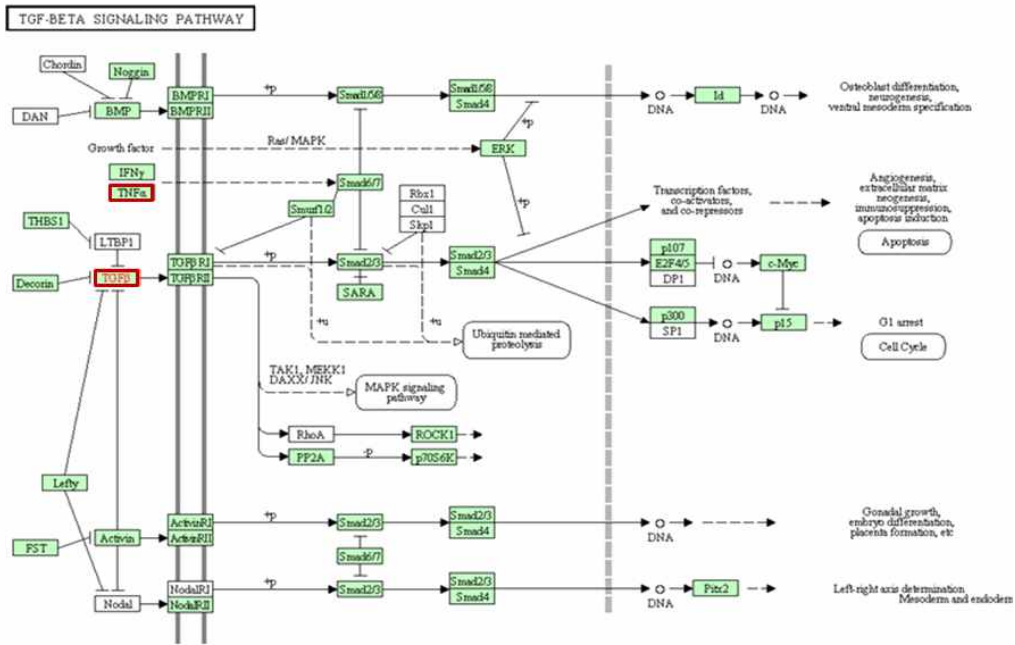 TGF-BETA SIGNALING PATHWAY
Chordin
Noggin
DAN
BMP
BMPRI
BMPRII
+p
Smad1/5/8
Smad1/5/8
Smad4
DNA
Id
DNA
Osteoblast differentiation,
neurogenesis,
ventral mesoderm specification
Growth factor
Ras/ MAPK
ERK
+p
+p
IFNγ
TNFα
Smad6/7
Rbx1
Cul1
Skp1
Smurf1/2
THBS1
LTBP1
Decorin
TGFβ
TGFβRI
TGFβRII
+p
Smad2/3
SARA
Smad2/3
Smad4
Transcription factors,
co-activators,
and co-repressors
Angiogenesis,
extracellular matrix
neogenesis,
immunosuppression,
apoptosis induction
Apoptosis
p107
E2F4/5
DP1
DNA
c-Myc
p300
SP1
DNA
p15
G1 arrest
Cell Cycle
+u
+u
Ubiquitin mediated
proteolysis
TAK1, MEKK1
DAXX/ JNK
MAPK signaling
pathway
RhoA
ROCK1
PP2A
-p
p70S6K
Lefty
FST
Activin
ActivinRI
ActivinRII
+p
Smad2/3
Smad2/3
Smad4
DNA
Gonadal growth,
embryo differentiation,
placenta formation, etc
Smad6/7
Nodal
NodalRI
NodalRII
+p
Smad2/3
Smad2/3
Smad4
DNA
Pitx2
Left-right axis determination
Mesoderm and endoderm